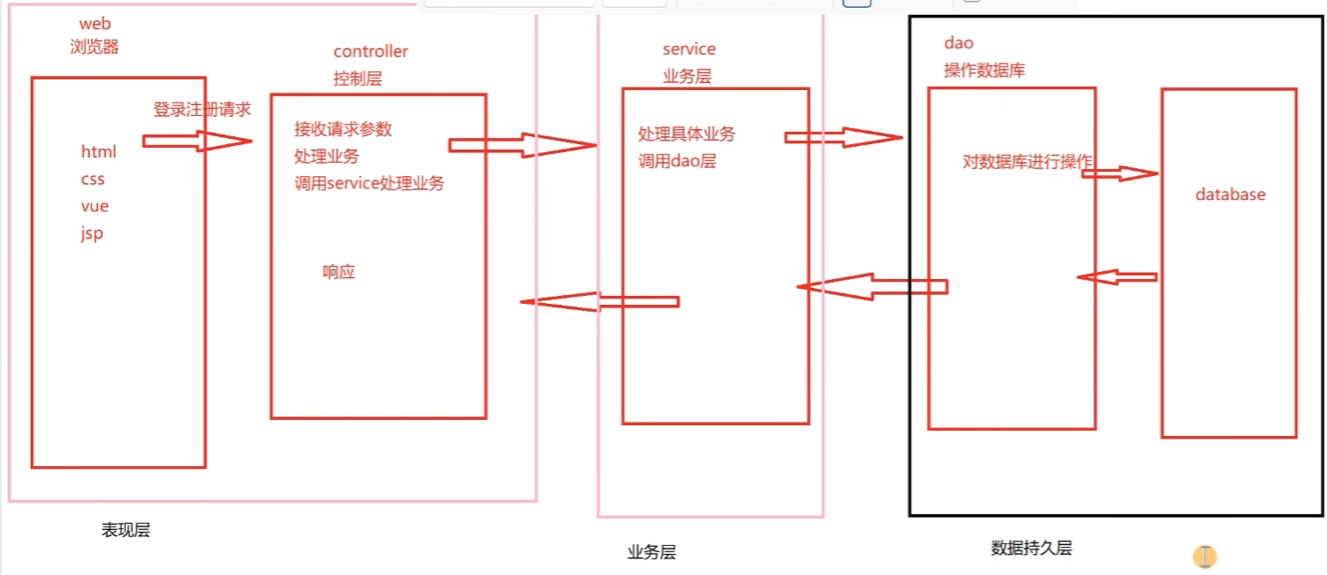 web
浏览器
html
css
vue
jsp
登录注册请求
controller
控制层
接收请求参数
处理业务
调用service处理业务
响应
表现层
service
业务层
处理具体业务
调用dao层
业务层
dao
操作数据库
对数据库进行操作
database
数据持久层